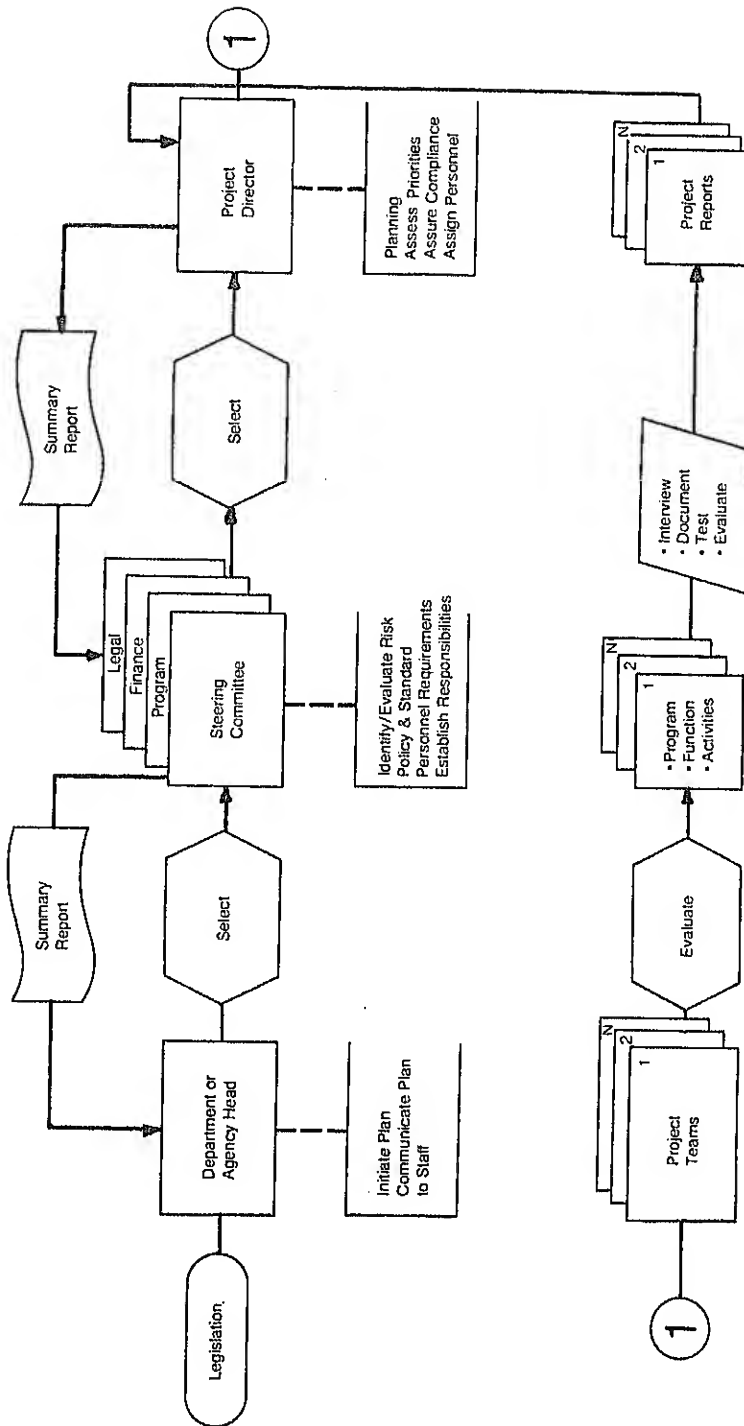 Summary
Report
Summary
Report
Legislation
Department or
Agency Head
Select
Legal
Finance
Program
Steering
Committee
Select
Project
Director
1
Initiate Plan
Communicate Plan
to Staff
Identify/Evaluate Risk
Policy & Standard
Personnel Requirements
Establish Responsibilities
Planning
Assess Priorities
Assure Compliance
Assign Personnel
1
N
2
1
Project
Teams
Evaluate
N
2
1
• Program
• Function
• Activities
• Interview
• Document
• Test
• Evaluate
N
2
1
Project
Reports